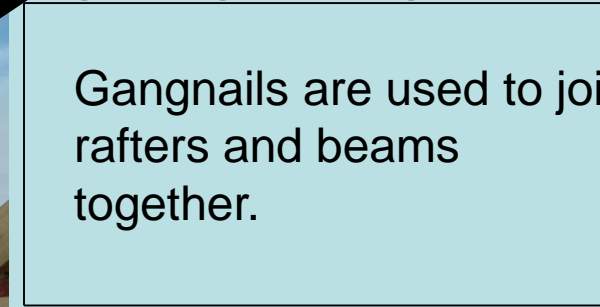 Gangnails are used to joi
rafters and beams
together.